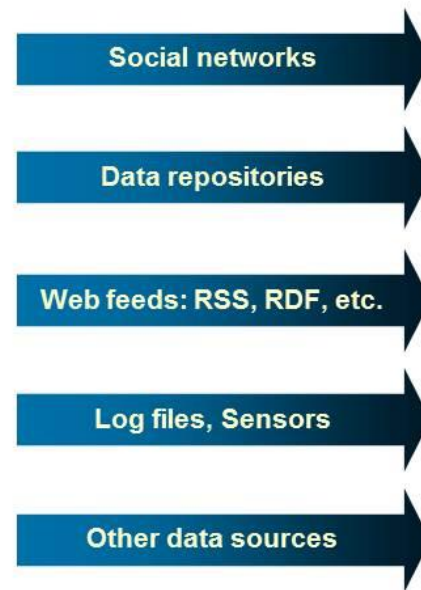 Social networks
Data repositories
Web feeds: RSS, RDF, etc.
Log files, Sensors
Other data sources